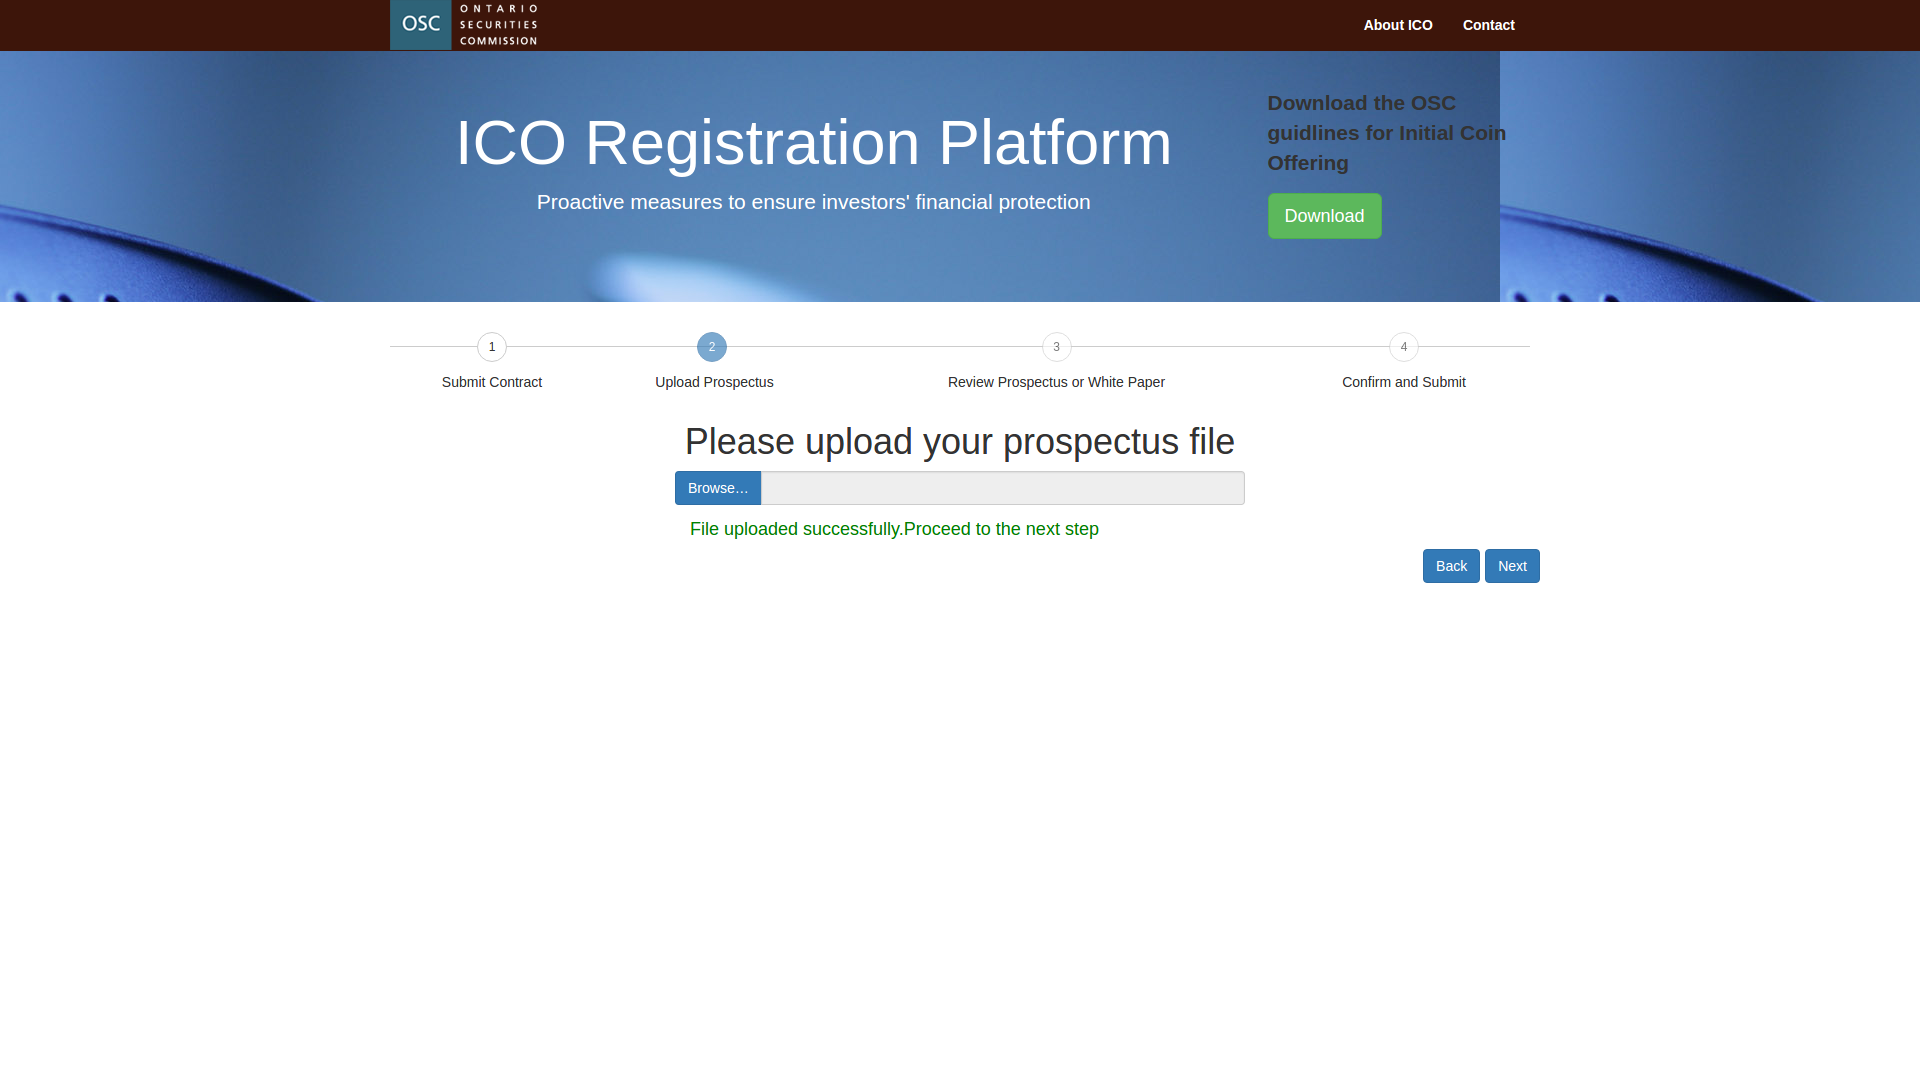 OSC
ONTARIO
SECURITIES
COMMISSION
About ICO
Contact
ICO Registration Platform
Proactive measures to ensure investors' financial protection
Download the OSC
guidlines for Initial Coin
Offering
Download
1
2
3
4
Submit Contract
Upload Prospectus
Review Prospectus or White Paper
Confirm and Submit
Please upload your prospectus file
Browse…
File uploaded successfully.Proceed to the next step
Back
Next